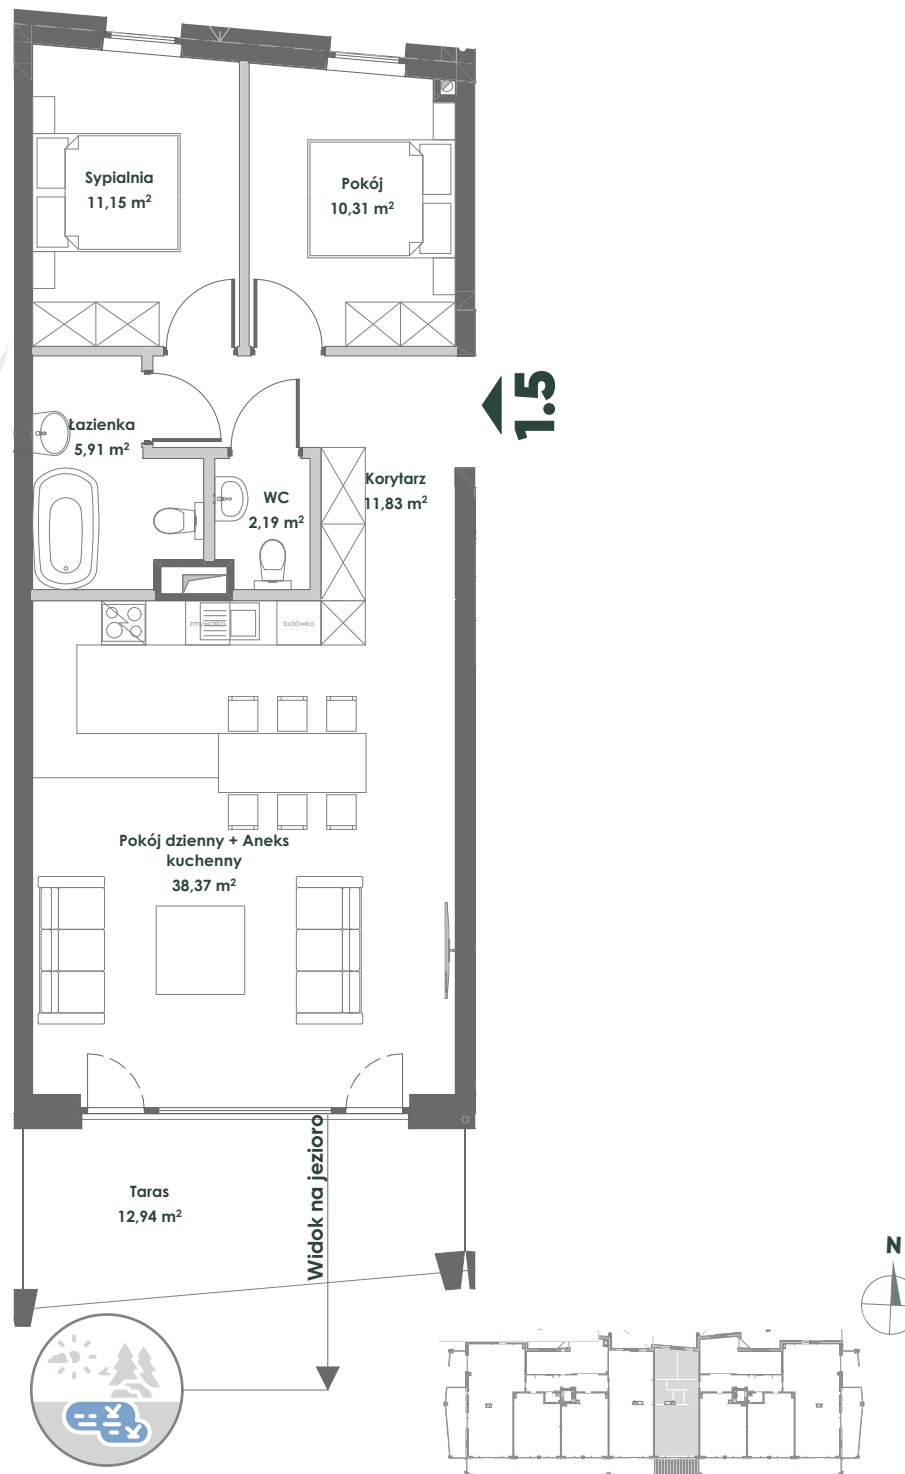 Sypialnia
11,15 m²
Pokój
10,31 m²
1.5
Łazienka
5,91 m²
WC
2,19 m²
Korytarz
11,83 m²
zmywarka
lodówka
Pokój dzienny + Aneks
kuchenny
38,37 m²
Widok na jezioro
Taras
12,94 m²
N